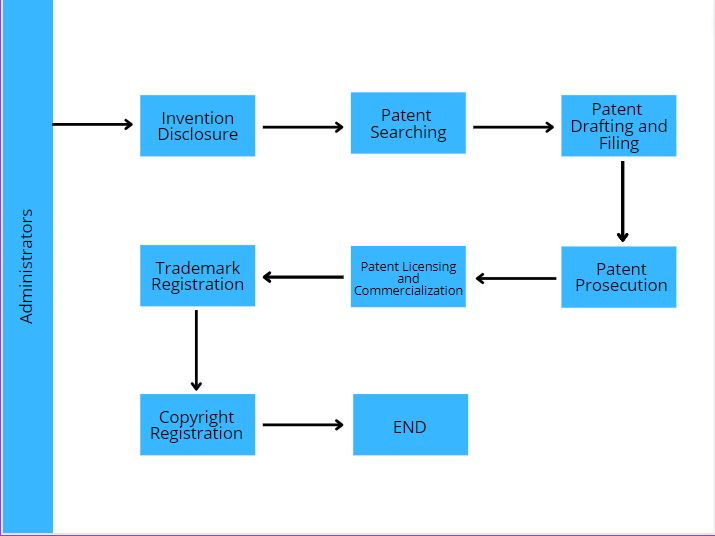 Administrators
Invention
Disclosure
Patent
Searching
Patent
Drafting and
Filing
Trademark
Registration
Patent Licensing
and
Commercialization
Patent
Prosecution
Copyright
Registration
END